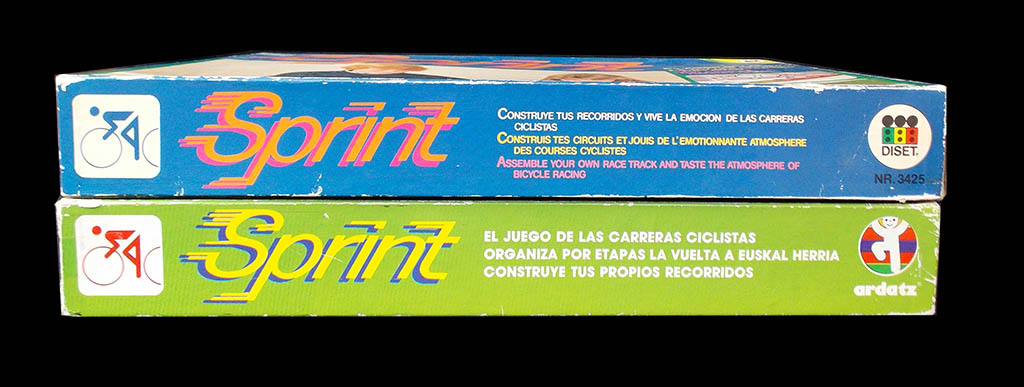 Sprint
CONSTRUYE TUS RECORRIDOS Y VIVE LA EMOCION DE LAS CARRERAS
CICLISTAS
CONSTRUIS TES CIRCUITS ET JOUIS DE L'EMOTIONNANTE ATMOSPHERE
DES COURSES CYCLISTES
ASSEMBLE YOUR OWN RACE TRACK AND TASTE THE ATMOSPHERE OF
BICYCLE RACING
DISET®
NR. 3425
Sprint
EL JUEGO DE LAS CARRERAS CICLISTAS
ORGANIZA POR ETAPAS LA VUELTA A EUSKAL HERRIA
CONSTRUYE TUS PROPIOS RECORRIDOS
ardatz®